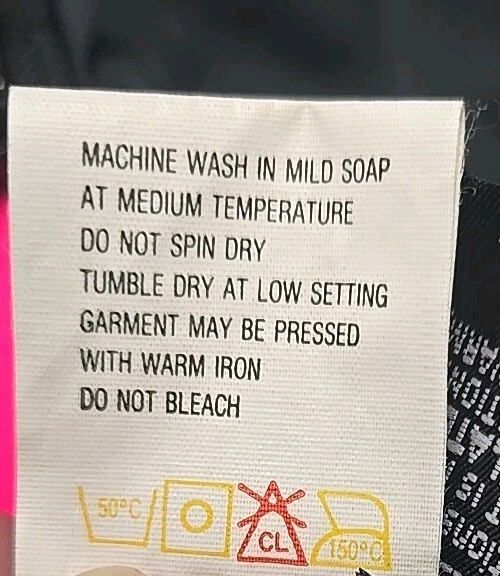 MACHINE WASH IN MILD SOAP
AT MEDIUM TEMPERATURE
DO NOT SPIN DRY
TUMBLE DRY AT LOW SETTING
GARMENT MAY BE PRESSED
WITH WARM IRON
DO NOT BLEACH
50°C CL 150°C